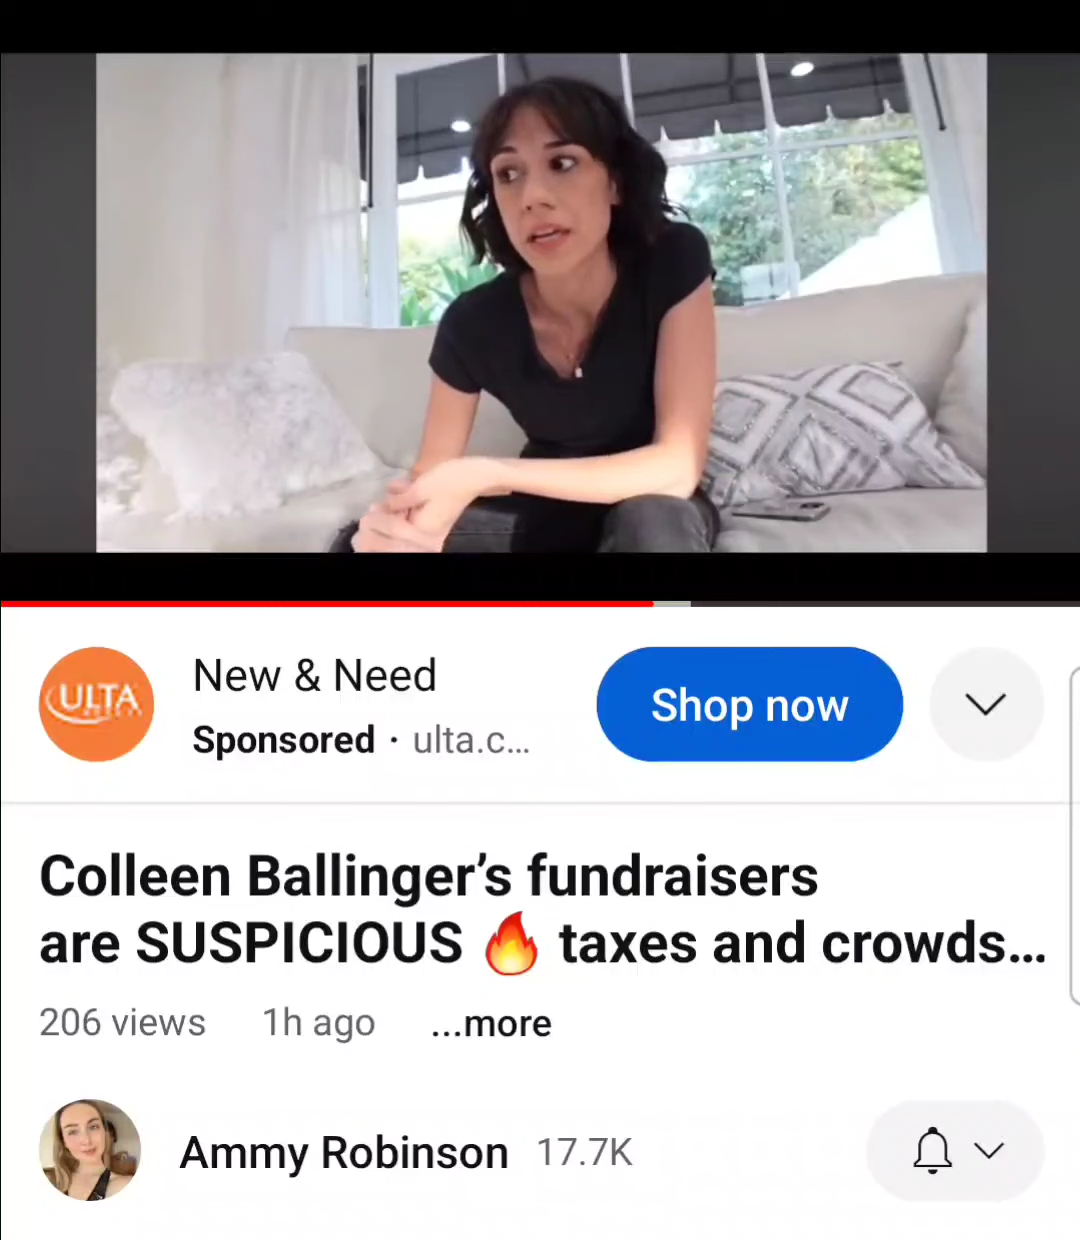 ULTA
New & Need
Shop now
Sponsored · ulta.c...
Colleen Ballinger’s fundraisers
are SUSPICIOUS 🔥 taxes and crowds...
206 views 1h ago ...more
Ammy Robinson 17.7K